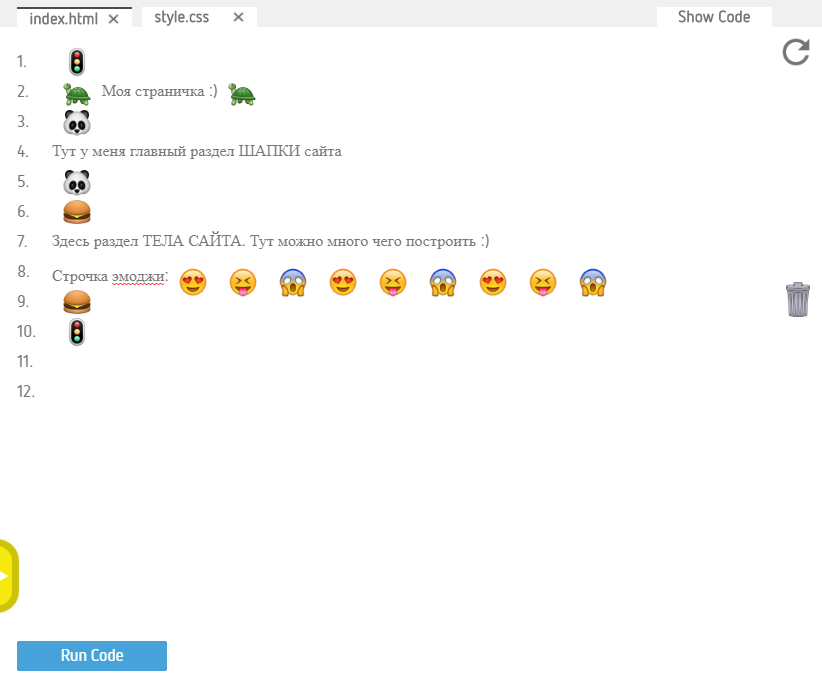 index.html ✕ style.css ✕ Show Code
1. 🚦
2. 🐢 Моя страничка :) 🐢
3. 🐼
4. Тут у меня главный раздел ШАПКИ сайта
5. 🐼
6. 🍔
7. Здесь раздел ТЕЛА САЙТА. Тут можно много чего построить :)
8. Строчка эмоджи: 😍 😝 😱 😍 😝 😱 😍 😝 😱
9. 🍔
10. 🚦
11.
12.
Run Code